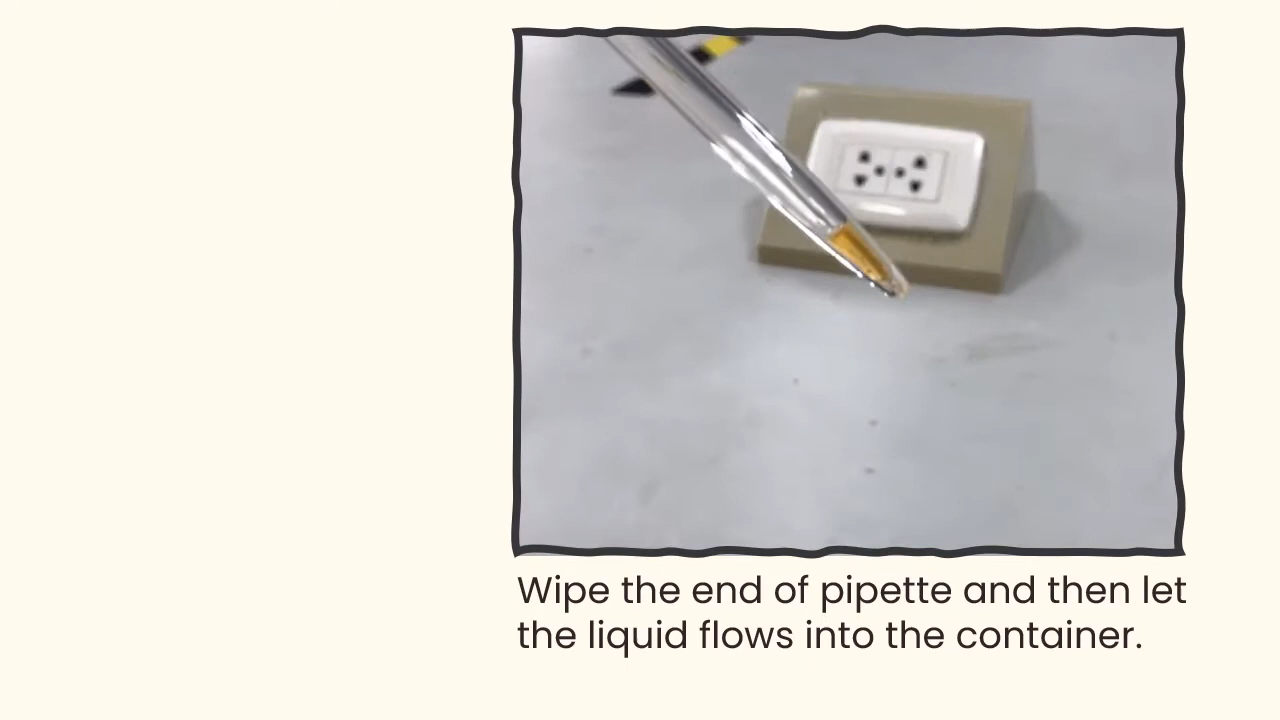 Wipe the end of pipette and then let
the liquid flows into the container.